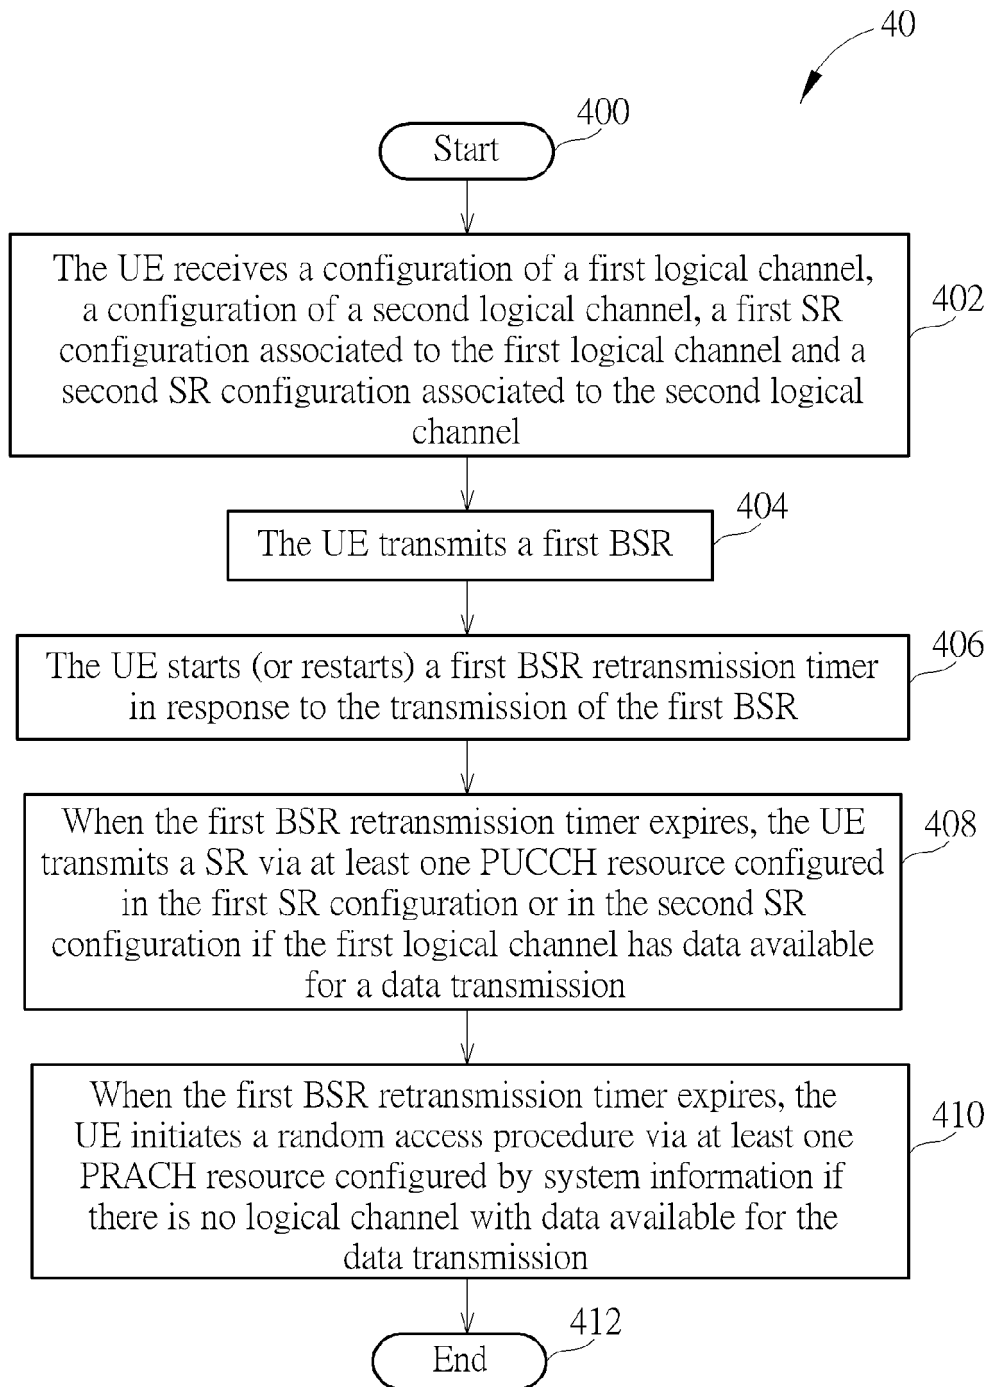 40
400
Start
The UE receives a configuration of a first logical channel,
a configuration of a second logical channel, a first SR
configuration associated to the first logical channel and a
second SR configuration associated to the second logical
channel
402
404
The UE transmits a first BSR
406
The UE starts (or restarts) a first BSR retransmission timer
in response to the transmission of the first BSR
When the first BSR retransmission timer expires, the UE
transmits a SR via at least one PUCCH resource configured
in the first SR configuration or in the second SR
configuration if the first logical channel has data available
for a data transmission
408
When the first BSR retransmission timer expires, the
UE initiates a random access procedure via at least one
PRACH resource configured by system information if
there is no logical channel with data available for the
data transmission
410
412
End